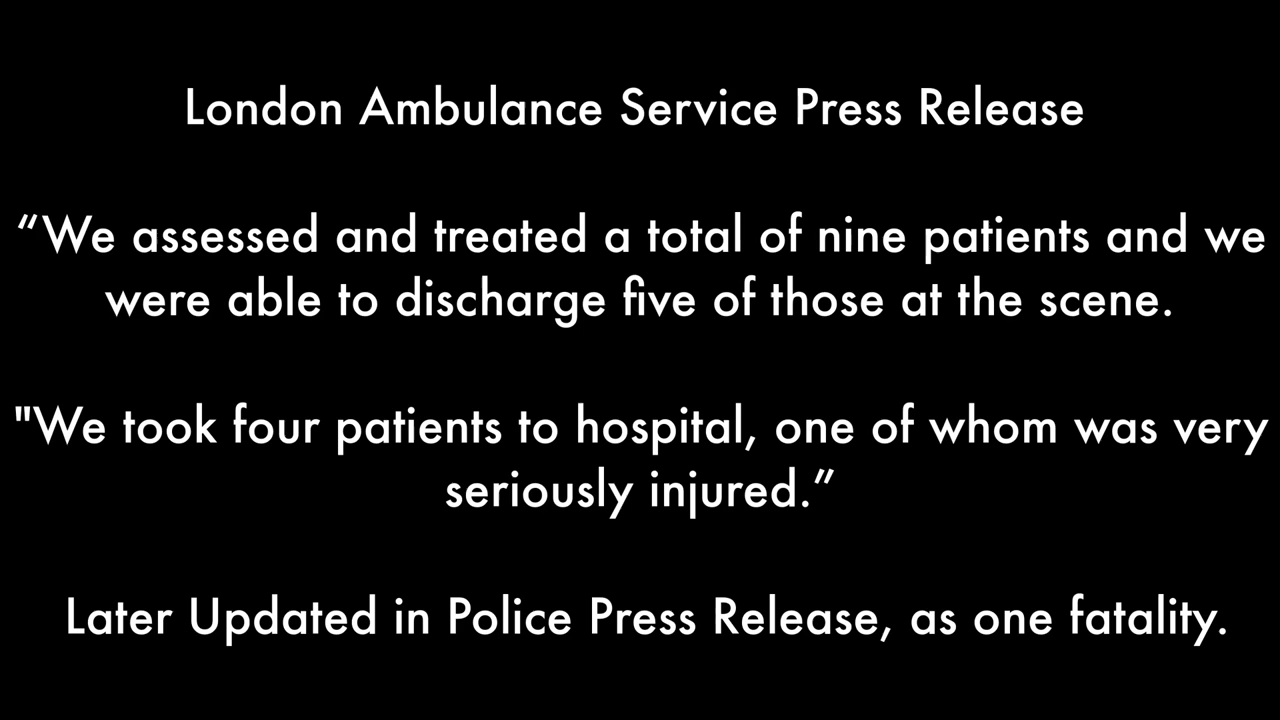 London Ambulance Service Press Release
“We assessed and treated a total of nine patients and we
were able to discharge five of those at the scene.
"We took four patients to hospital, one of whom was very
seriously injured.”
Later Updated in Police Press Release, as one fatality.